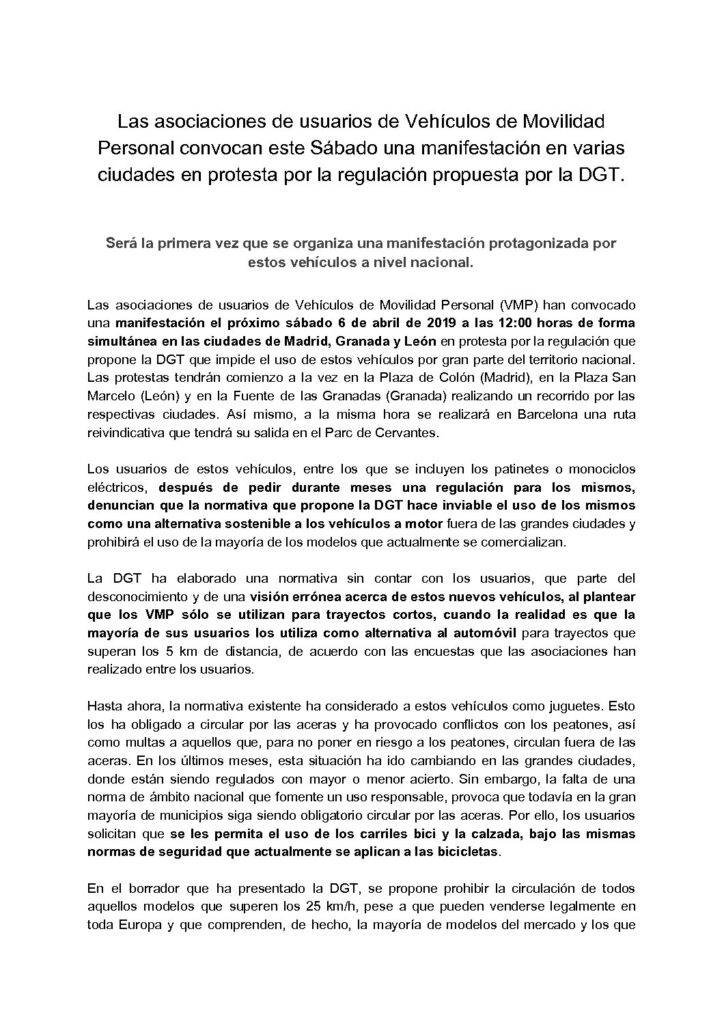 Las asociaciones de usuarios de Vehículos de Movilidad
Personal convocan este Sábado una manifestación en varias
ciudades en protesta por la regulación propuesta por la DGT.
Será la primera vez que se organiza una manifestación protagonizada por
estos vehículos a nivel nacional.
Las asociaciones de usuarios de Vehículos de Movilidad Personal (VMP) han convocado
una manifestación el próximo sábado 6 de abril de 2019 a las 12:00 horas de forma
simultánea en las ciudades de Madrid, Granada y León en protesta por la regulación que
propone la DGT que impide el uso de estos vehículos por gran parte del territorio nacional.
Las protestas tendrán comienzo a la vez en la Plaza de Colón (Madrid), en la Plaza San
Marcelo (León) y en la Fuente de las Granadas (Granada) realizando un recorrido por las
respectivas ciudades. Así mismo, a la misma hora se realizará en Barcelona una ruta
reivindicativa que tendrá su salida en el Parc de Cervantes.
Los usuarios de estos vehículos, entre los que se incluyen los patinetes o monociclos
eléctricos, después de pedir durante meses una regulación para los mismos,
denuncian que la normativa que propone la DGT hace inviable el uso de los mismos
como una alternativa sostenible a los vehículos a motor fuera de las grandes ciudades y
prohibirá el uso de la mayoría de los modelos que actualmente se comercializan.
La DGT ha elaborado una normativa sin contar con los usuarios, que parte del
desconocimiento y de una visión errónea acerca de estos nuevos vehículos, al plantear
que los VMP sólo se utilizan para trayectos cortos, cuando la realidad es que la
mayoría de sus usuarios los utiliza como alternativa al automóvil para trayectos que
superan los 5 km de distancia, de acuerdo con las encuestas que las asociaciones han
realizado entre los usuarios.
Hasta ahora, la normativa existente ha considerado a estos vehículos como juguetes. Esto
los ha obligado a circular por las aceras y ha provocado conflictos con los peatones, así
como multas a aquellos que, para no poner en riesgo a los peatones, circulan fuera de las
aceras. En los últimos meses, esta situación ha ido cambiando en las grandes ciudades,
donde están siendo regulados con mayor o menor acierto. Sin embargo, la falta de una
norma de ámbito nacional que fomente un uso responsable, provoca que todavía en la gran
mayoría de municipios siga siendo obligatorio circular por las aceras. Por ello, los usuarios
solicitan que se les permita el uso de los carriles bici y la calzada, bajo las mismas
normas de seguridad que actualmente se aplican a las bicicletas.
En el borrador que ha presentado la DGT, se propone prohibir la circulación de todos
aquellos modelos que superen los 25 km/h, pese a que pueden venderse legalmente en
toda Europa y que comprenden, de hecho, la mayoría de modelos del mercado y los que